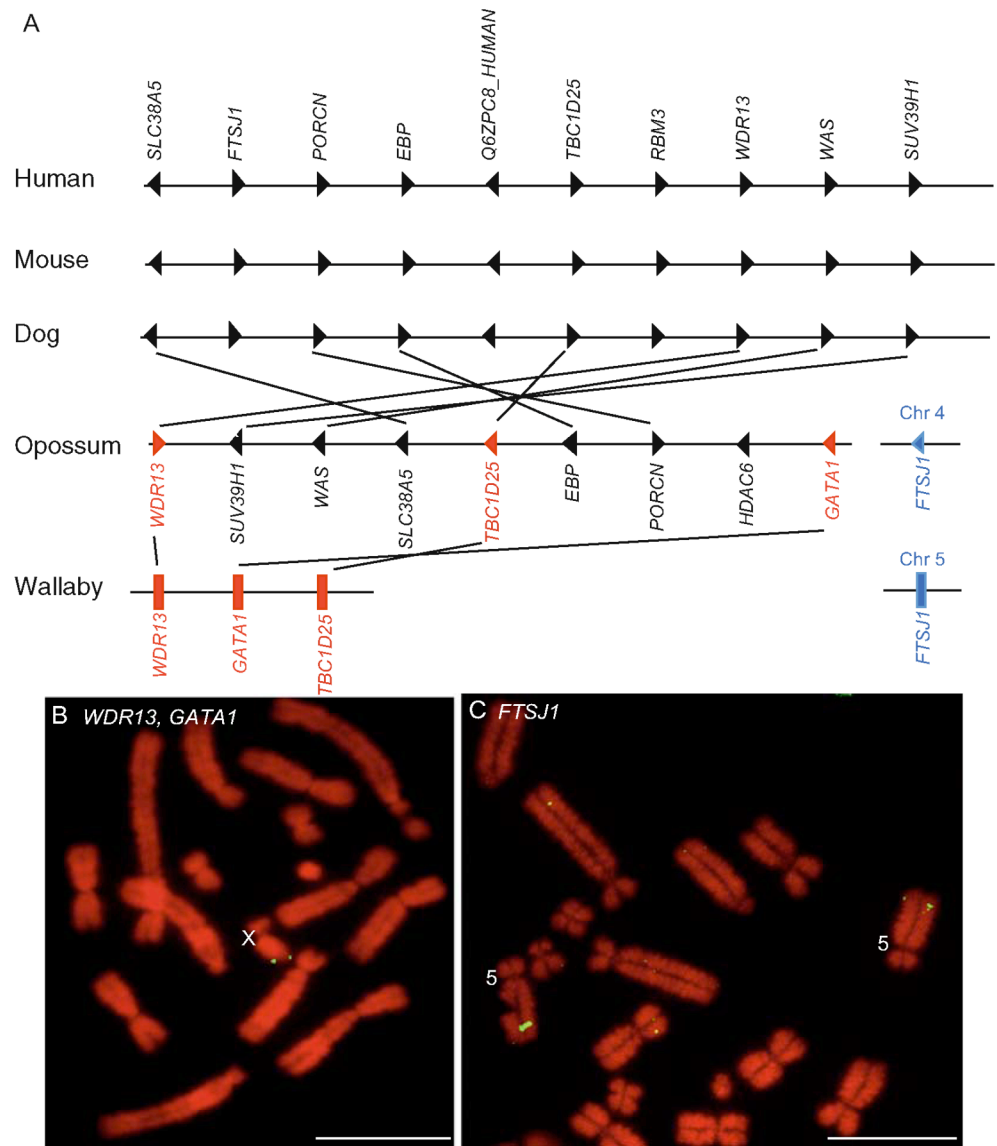 A
SLC38A5 FTSJ1 PORCN EBP Q6ZPC8_HUMAN TBC1D25 RBM3 WDR13 WAS SUV39H1
Human
Mouse
Dog
Chr 4
Opossum
WDR13 SUV39H1 WAS SLC38A5 TBC1D25 EBP PORCN HDAC6 GATA1 FTSJ1
Chr 5
Wallaby
WDR13 GATA1 TBC1D25 FTSJ1
B WDR13, GATA1
X
C FTSJ1
5
5